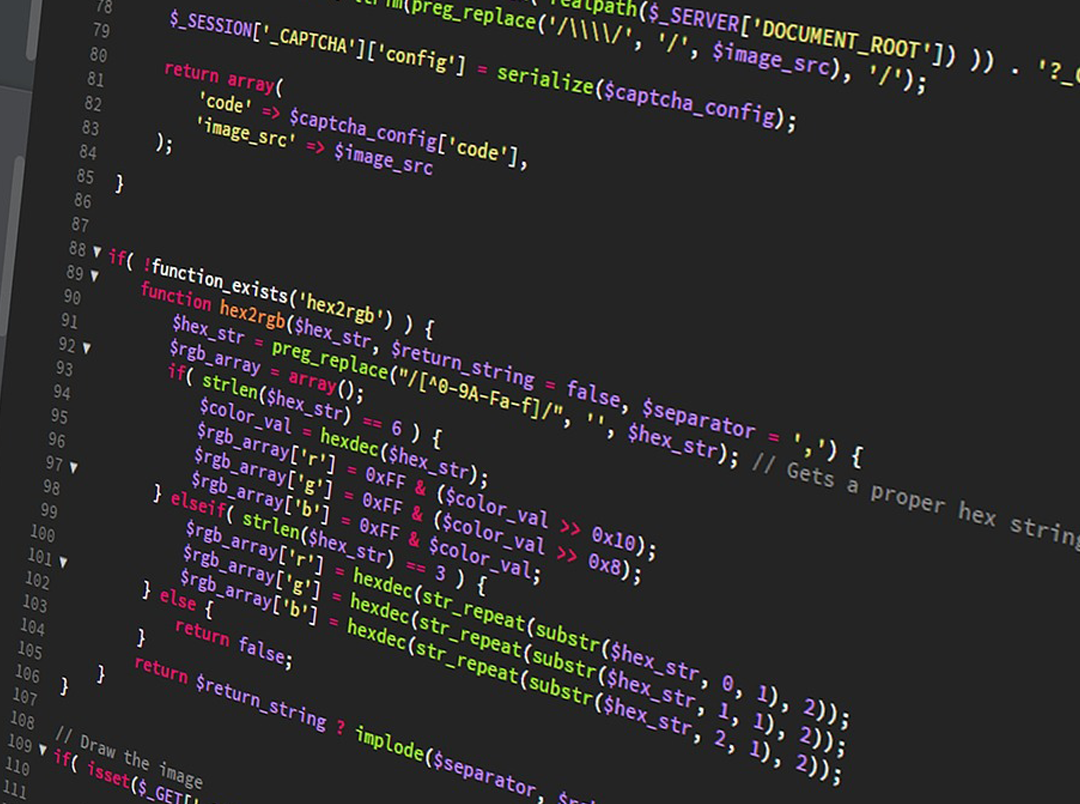 realpath($_SERVER['DOCUMENT_ROOT']) )) . '?_
(preg_replace('/\\\\/', '/', $image_src), '/');
78 $_SESSION['_CAPTCHA']['config'] = serialize($captcha_config);
79
80 return array(
81 'code' => $captcha_config['code'],
82 'image_src' => $image_src
83 );
84
85 }
86
87
88 if( !function_exists('hex2rgb') ) {
89 function hex2rgb($hex_str, $return_string = false, $separator = ',') {
90 $hex_str = preg_replace("/[^0-9A-Fa-f]/", '', $hex_str); // Gets a proper hex string
91 $rgb_array = array();
92 if( strlen($hex_str) == 6 ) {
93 $color_val = hexdec($hex_str);
94 $rgb_array['r'] = 0xFF & ($color_val >> 0x10);
95 $rgb_array['g'] = 0xFF & ($color_val >> 0x8);
96 $rgb_array['b'] = 0xFF & $color_val;
97 } elseif( strlen($hex_str) == 3 ) {
98 $rgb_array['r'] = hexdec(str_repeat(substr($hex_str, 0, 1), 2));
99 $rgb_array['g'] = hexdec(str_repeat(substr($hex_str, 1, 1), 2));
100 $rgb_array['b'] = hexdec(str_repeat(substr($hex_str, 2, 1), 2));
101 } else {
102 return false;
103 }
104 return $return_string ? implode($separator,
105 }
106 }
107
108 // Draw the image
109 if( isset($_GET[
110
111